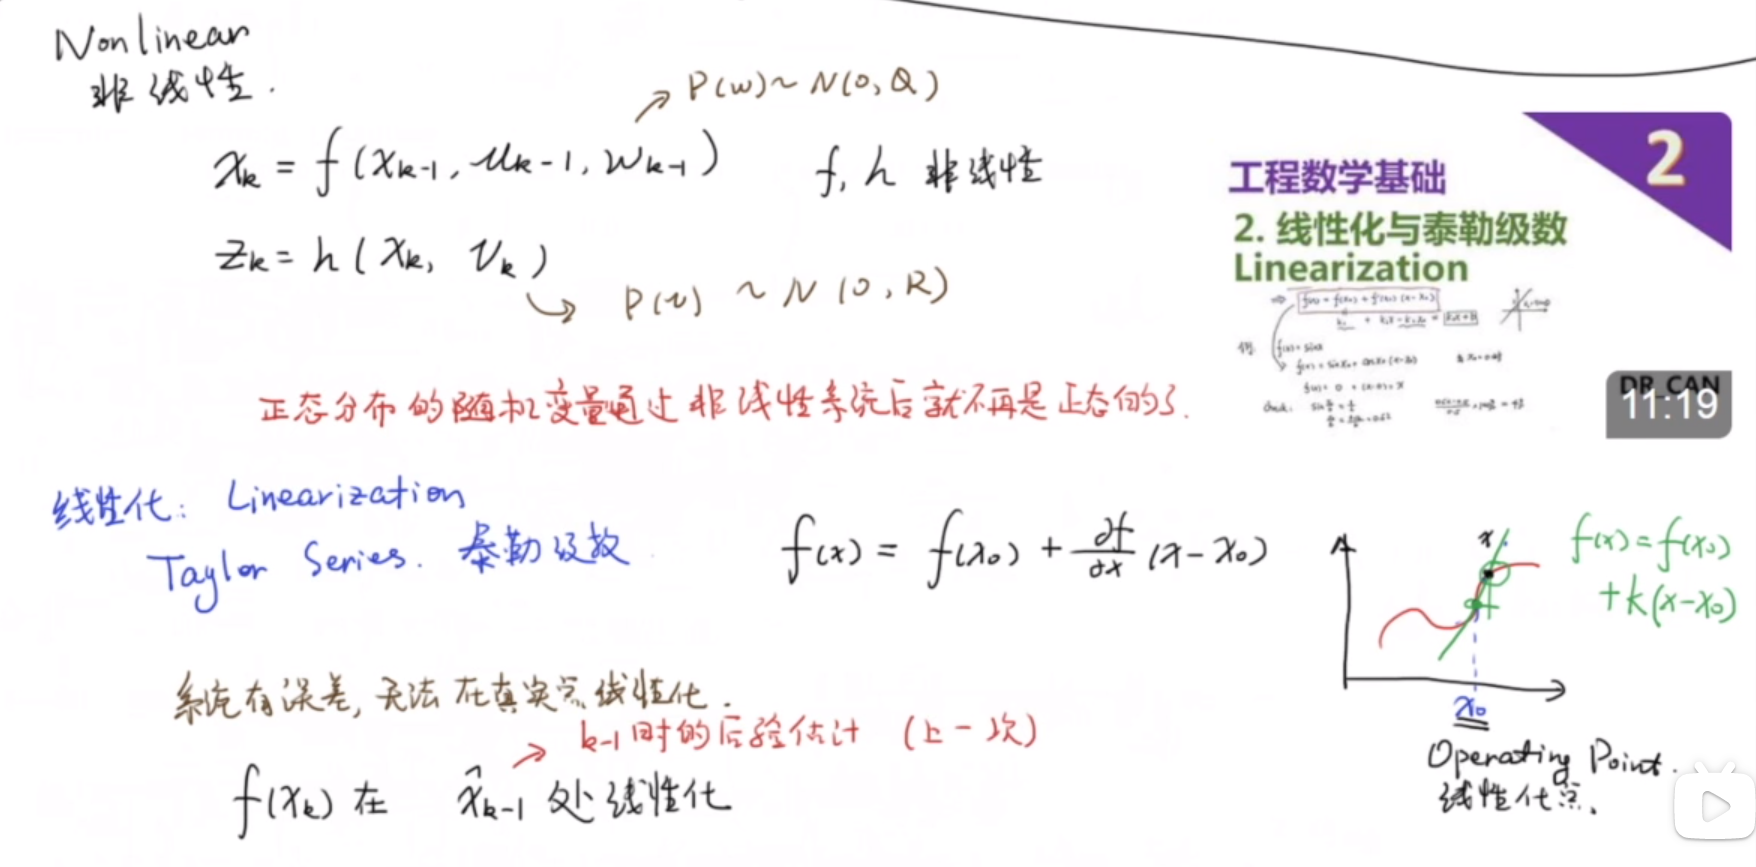 Nonlinear
非线性.
P(w)~N(0,Q)
x_k = f(x_{k-1}, u_{k-1}, w_{k-1})
f, h 非线性
z_k = h(x_k, v_k)
P(v) ~ N(0, R)
2
工程数学基础
2. 线性化与泰勒级数
Linearization
f(x)=sinx
DR_CAN
11:19
正态分布的随机变量通过非线性系统后就不再是正态的了.
线性化: Linearization
Taylor Series. 泰勒级数
f(x) = f(x_0) + ∂f/∂x (x-x_0)
x
f(x)=f(x_0)
+k(x-x_0)
x_0
Operating Point.
线性化点.
系统有误差, 无法在真实点线性化.
k-1时的后验估计 (上一次)
f(x_k) 在 x̂_{k-1} 处线性化